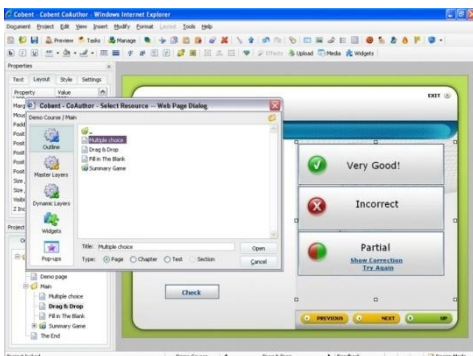 Cobent - Cobent CoAuthor - Windows Internet Explorer
Document Project Edit View Insert Modify Format Tools Help
Preview Tasks Manage
Effects Upload Media Widgets
Properties
Text Layout Style Settings
Property Value
Cobent - CoAuthor - Select Resource -- Web Page Dialog
Demo Course / Main
Outline
Master Layers
Dynamic Layers
Widgets
Pop-ups
..
Multiple choice
Drag & Drop
Fill in The Blank
Summary Game
Title: Multiple choice
Open
Type: Page Chapter Test Section
Cancel
Project
Demo page
Main
Multiple choice
Drag & Drop
Fill in The Blank
Summary Game
The End
EXIT
Very Good!
Incorrect
Partial
Show Correction
Try Again
Check
PREVIOUS
NEXT
UP